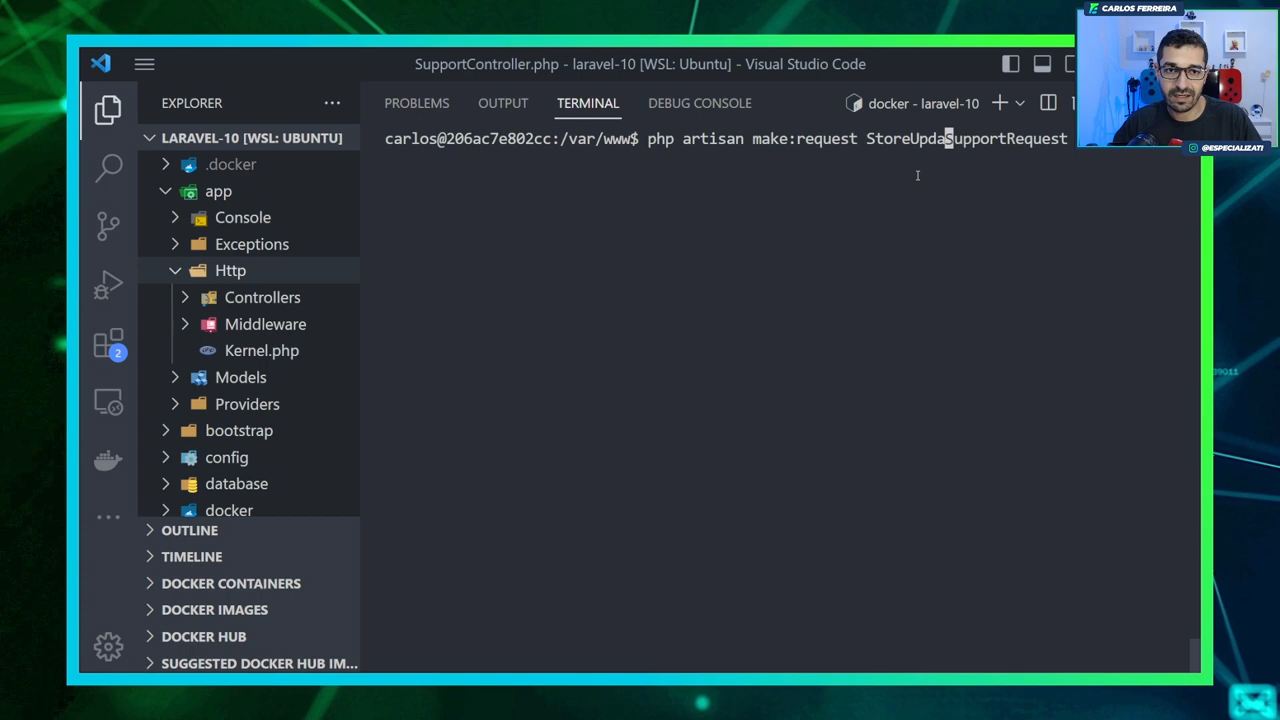 CARLOS FERREIRA
@ESPECIALIZATI
SupportController.php - laravel-10 [WSL: Ubuntu] - Visual Studio Code
EXPLORER
LARAVEL-10 [WSL: UBUNTU]
.docker
app
Console
Exceptions
Http
Controllers
Middleware
Kernel.php
Models
Providers
bootstrap
config
database
docker
OUTLINE
TIMELINE
DOCKER CONTAINERS
DOCKER IMAGES
DOCKER HUB
SUGGESTED DOCKER HUB IM...
2
PROBLEMS OUTPUT TERMINAL DEBUG CONSOLE docker - laravel-10
carlos@206ac7e802cc:/var/www$ php artisan make:request StoreUpdaSupportRequest
39011